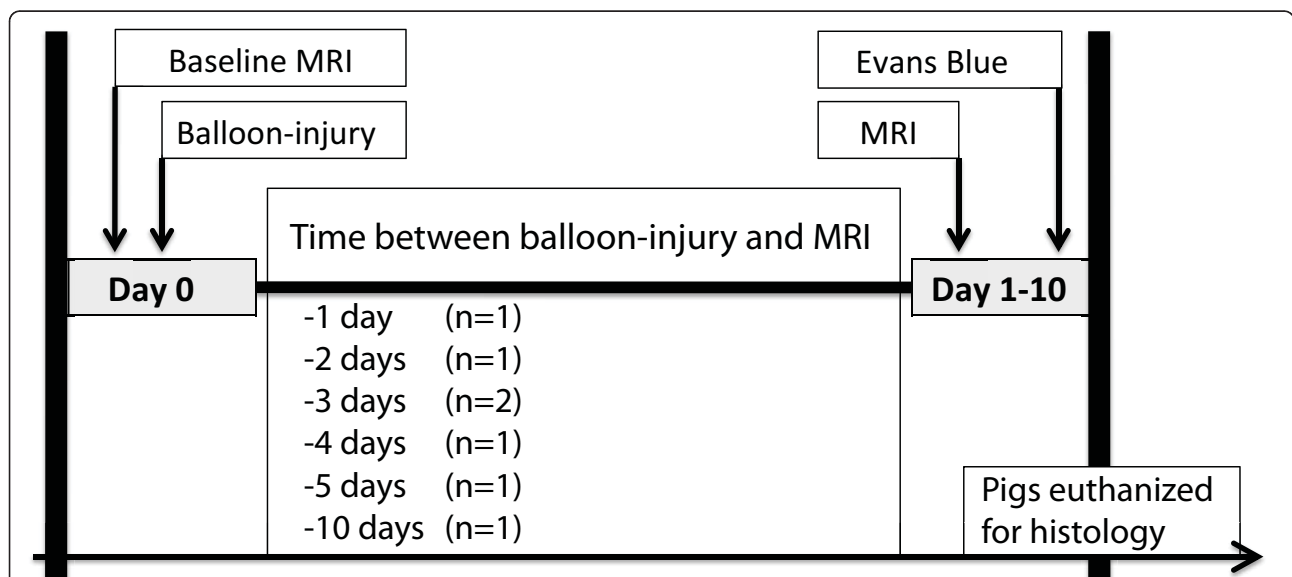 Baseline MRI
Balloon-injury
Evans Blue
MRI
Time between balloon-injury and MRI
Day 0
Day 1-10
-1 day (n=1)
-2 days (n=1)
-3 days (n=2)
-4 days (n=1)
-5 days (n=1)
-10 days (n=1)
Pigs euthanized
for histology